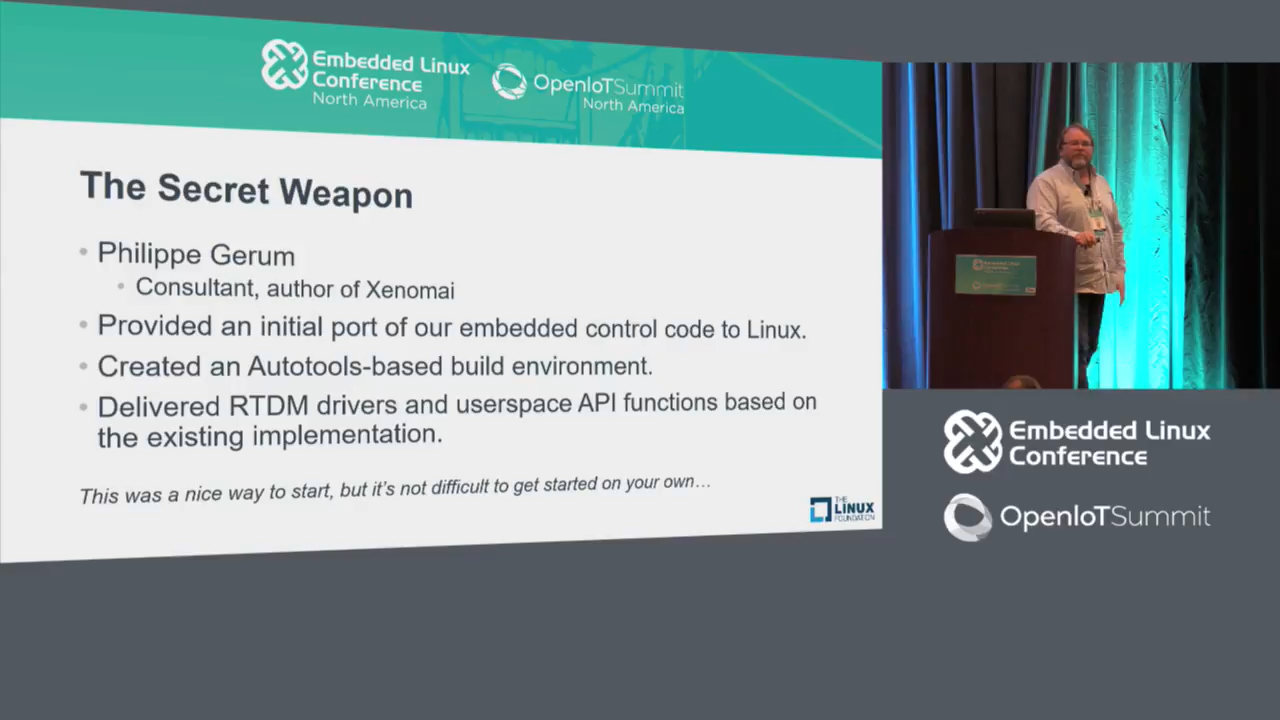 Embedded Linux
Conference
North America
OpenIoTSummit
North America
The Secret Weapon
• Philippe Gerum
• Consultant, author of Xenomai
• Provided an initial port of our embedded control code to Linux.
• Created an Autotools-based build environment.
• Delivered RTDM drivers and userspace API functions based on
the existing implementation.
This was a nice way to start, but it's not difficult to get started on your own…
THE
LINUX
FOUNDATION
Embedded Linux
Conference
OpenIoTSummit